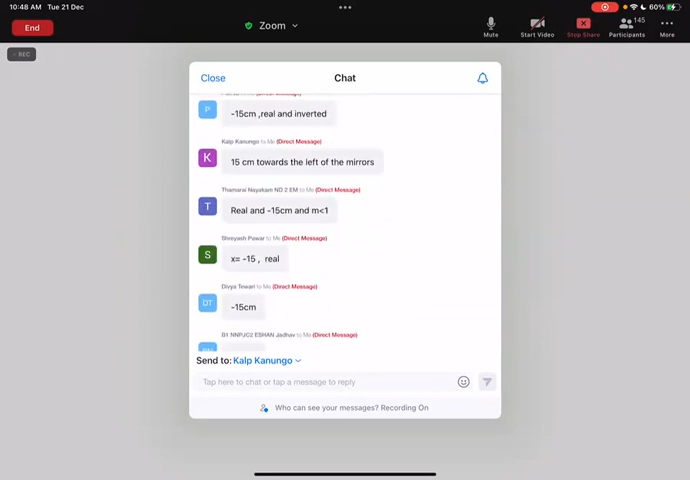 10:48 AM Tue 21 Dec
60%
End
Zoom
145
Mute
Start Video
Stop Share
Participants
More
REC
Close
Chat
(Direct Message)
P
-15cm ,real and inverted
Kalp Kanungo to Me (Direct Message)
K
15 cm towards the left of the mirrors
Thamarai Nayakam ND 2 EM to Me (Direct Message)
T
Real and -15cm and m<1
Shreyash Pawar to Me (Direct Message)
S
x= -15 , real
Divya Tewari to Me (Direct Message)
DT
-15cm
B1 NNPJC2 ESHAN Jadhav to Me (Direct Message)
Send to: Kalp Kanungo
Tap here to chat or tap a message to reply
Who can see your messages? Recording On